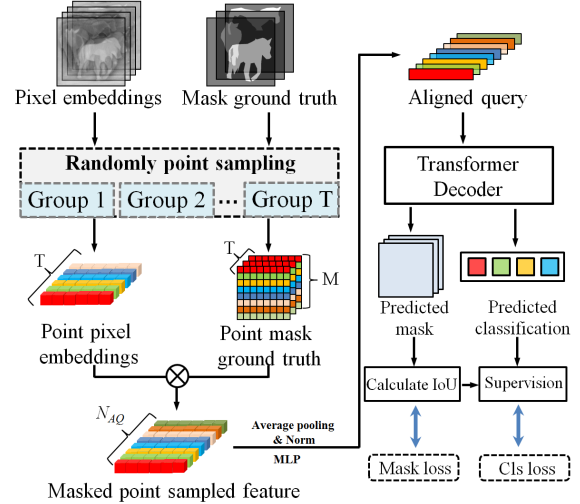 Pixel embeddings
Mask ground truth
Randomly point sampling
Group 1
Group 2
...
Group T
T
Point pixel
embeddings
T
M
Point mask
ground truth
N_AQ
Masked point sampled feature
Average pooling
& Norm
MLP
Aligned query
Transformer
Decoder
Predicted
mask
Predicted
classification
Calculate IoU
Supervision
Mask loss
Cls loss